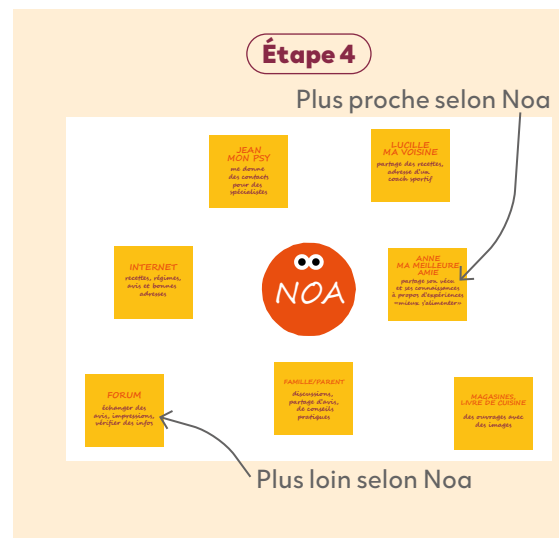 Étape 4
Plus proche selon Noa
JEAN
MON PSY
me donne
des contacts
pour des
spécialistes
LUCILLE
MA VOISINE
partage des recettes,
adresse d'un
coach sportif
INTERNET
recettes, régimes,
avis et bonnes
adresses
NOA
ANNE
MA MEILLEURE
AMIE
partage son vécu
et ses connaissances
à propos d'expériences
«mieux s'alimenter»
FORUM
échanger des
avis, impressions,
vérifier des infos
FAMILLE/PARENT
discussions,
partage d'avis,
de conseils
pratiques
MAGASINES,
LIVRE DE CUISINE
des ouvrages avec
des images
Plus loin selon Noa